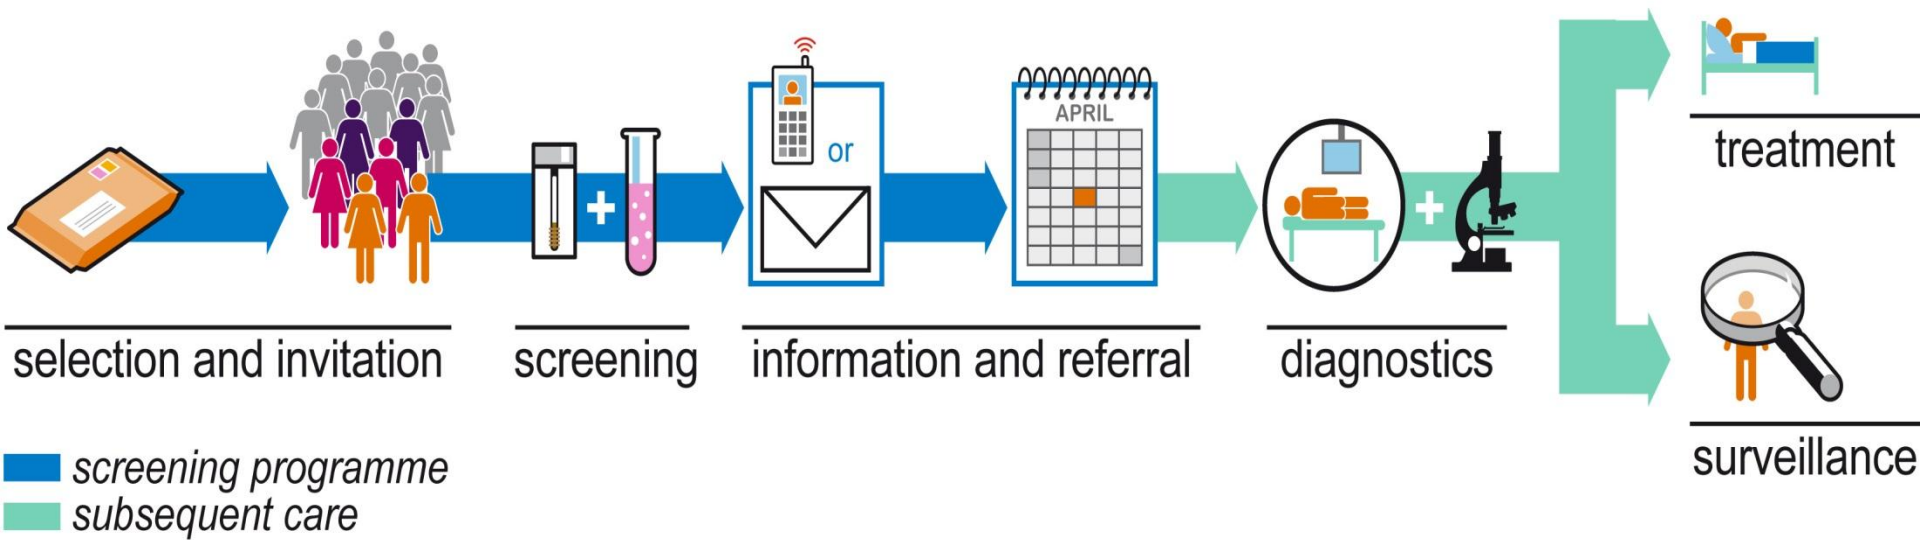 or
APRIL
selection and invitation
screening
information and referral
diagnostics
treatment
surveillance
screening programme
subsequent care